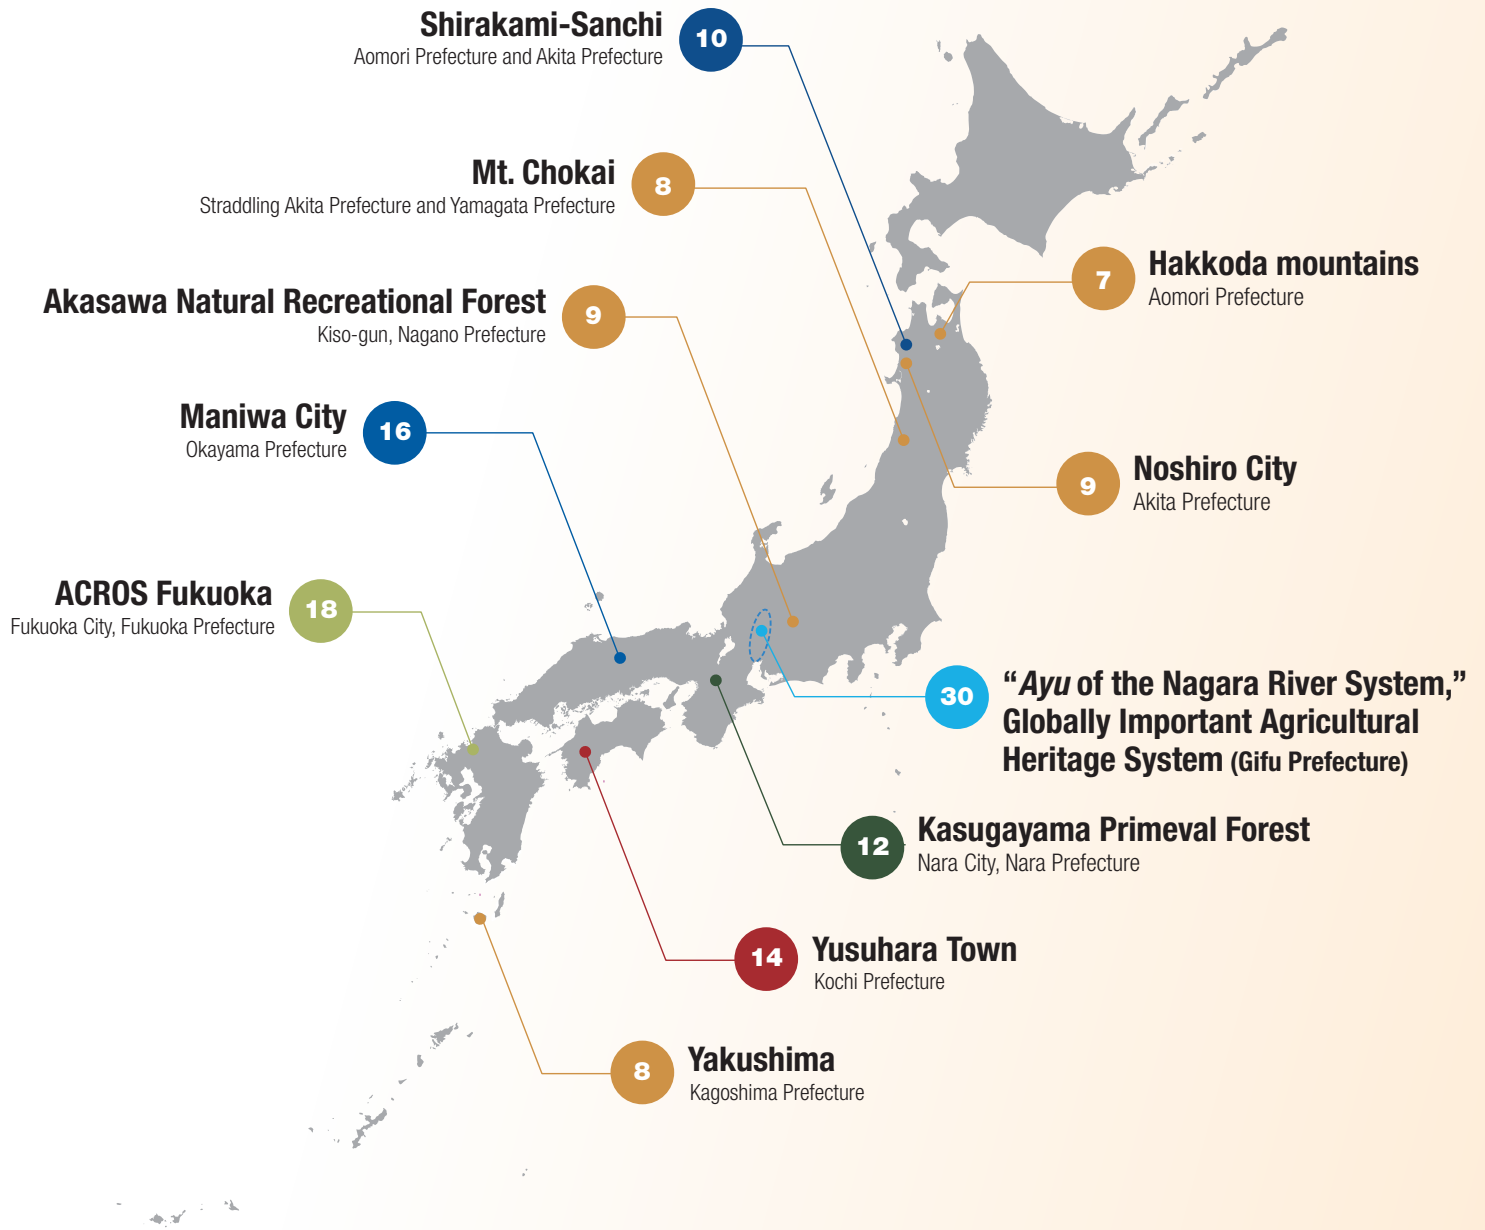 Shirakami-Sanchi
Aomori Prefecture and Akita Prefecture
10
Mt. Chokai
Straddling Akita Prefecture and Yamagata Prefecture
8
Hakkoda mountains
Aomori Prefecture
7
Akasawa Natural Recreational Forest
Kiso-gun, Nagano Prefecture
9
Maniwa City
Okayama Prefecture
16
Noshiro City
Akita Prefecture
9
ACROS Fukuoka
Fukuoka City, Fukuoka Prefecture
18
30
“Ayu of the Nagara River System,”
Globally Important Agricultural
Heritage System (Gifu Prefecture)
12
Kasugayama Primeval Forest
Nara City, Nara Prefecture
14
Yusuhara Town
Kochi Prefecture
8
Yakushima
Kagoshima Prefecture